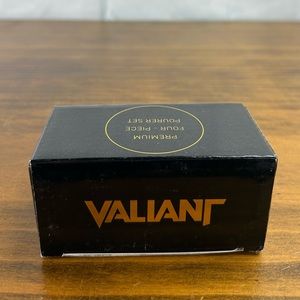 PREMIUM
FOUR - PIECE
POURER SET
VALIANT